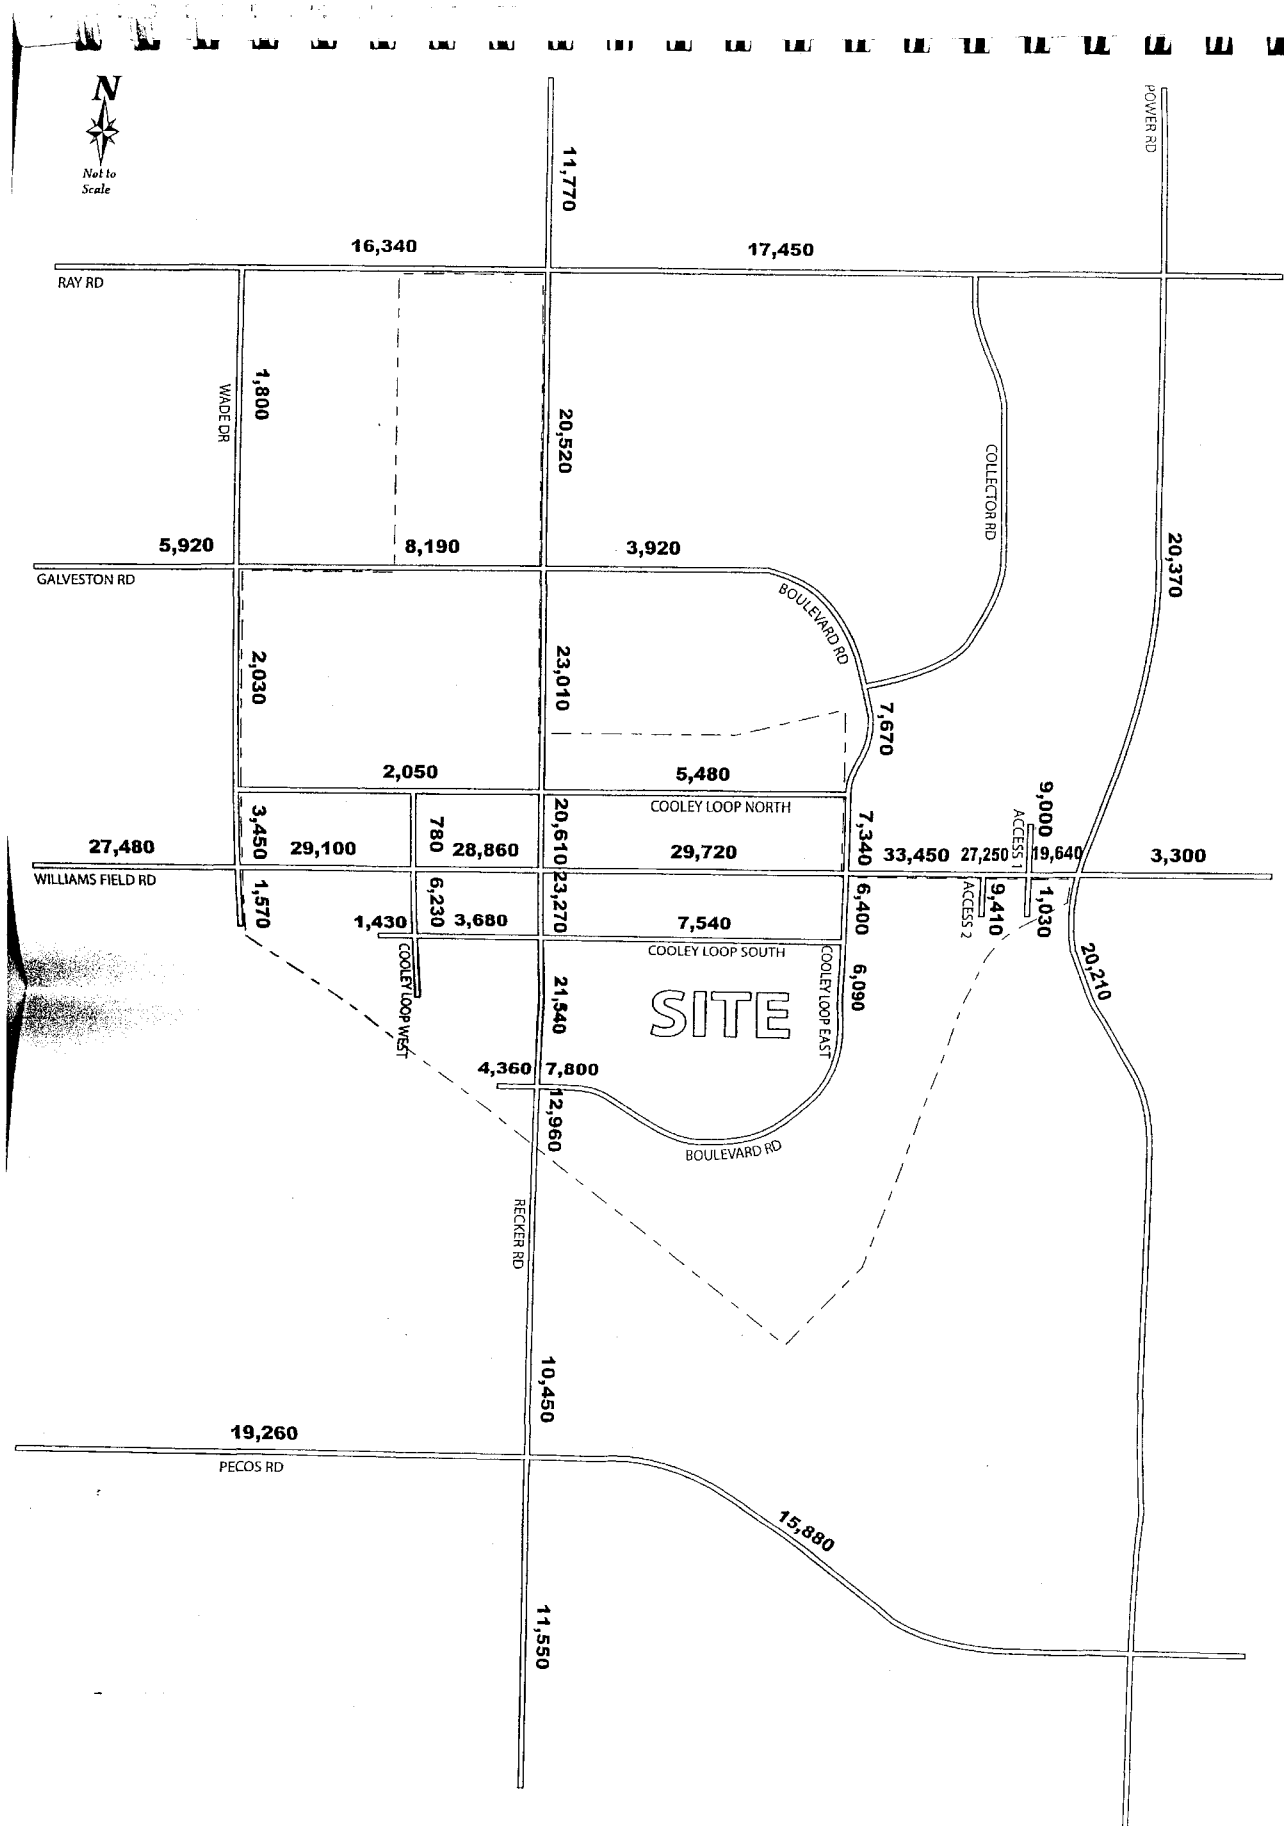 N
Not to
Scale
POWER RD
11,770
16,340
17,450
RAY RD
1,800
WADE DR
20,520
COLLECTOR RD
5,920
8,190
3,920
20,370
GALVESTON RD
BOULEVARD RD
2,030
23,010
7,670
2,050
5,480
COOLEY LOOP NORTH
9,000
ACCESS 1
3,450
780
20,610
7,340
27,480
29,100
28,860
29,720
33,450
27,250
19,640
3,300
WILLIAMS FIELD RD
1,570
6,230
23,270
6,400
ACCESS 2
9,410
1,030
1,430
3,680
7,540
COOLEY LOOP SOUTH
COOLEY LOOP WEST
21,540
SITE
COOLEY LOOP EAST
6,090
20,210
4,360
7,800
12,960
BOULEVARD RD
RECKER RD
10,450
19,260
PECOS RD
15,880
11,550